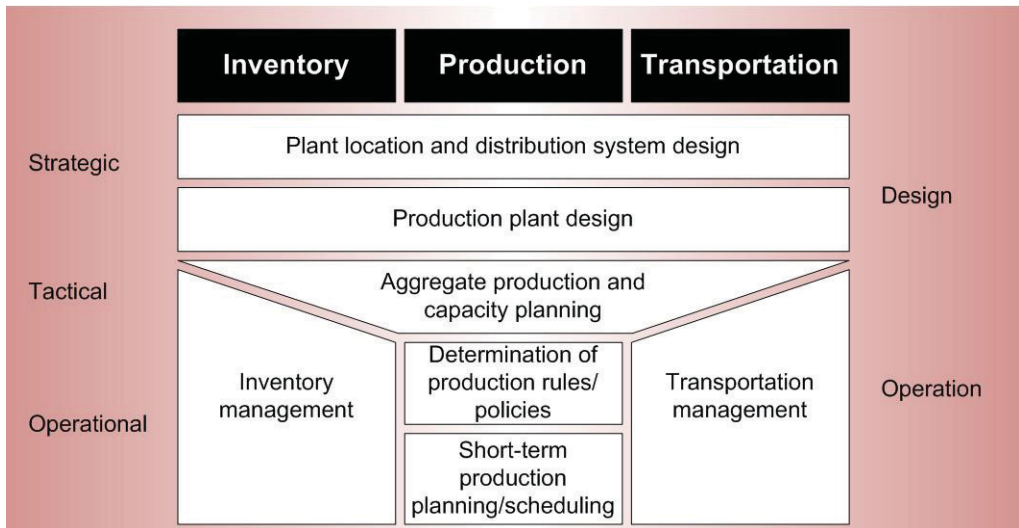 Inventory
Production
Transportation
Strategic
Plant location and distribution system design
Design
Production plant design
Tactical
Aggregate production and
capacity planning
Operational
Inventory
management
Determination of
production rules/
policies
Transportation
management
Operation
Short-term
production
planning/scheduling